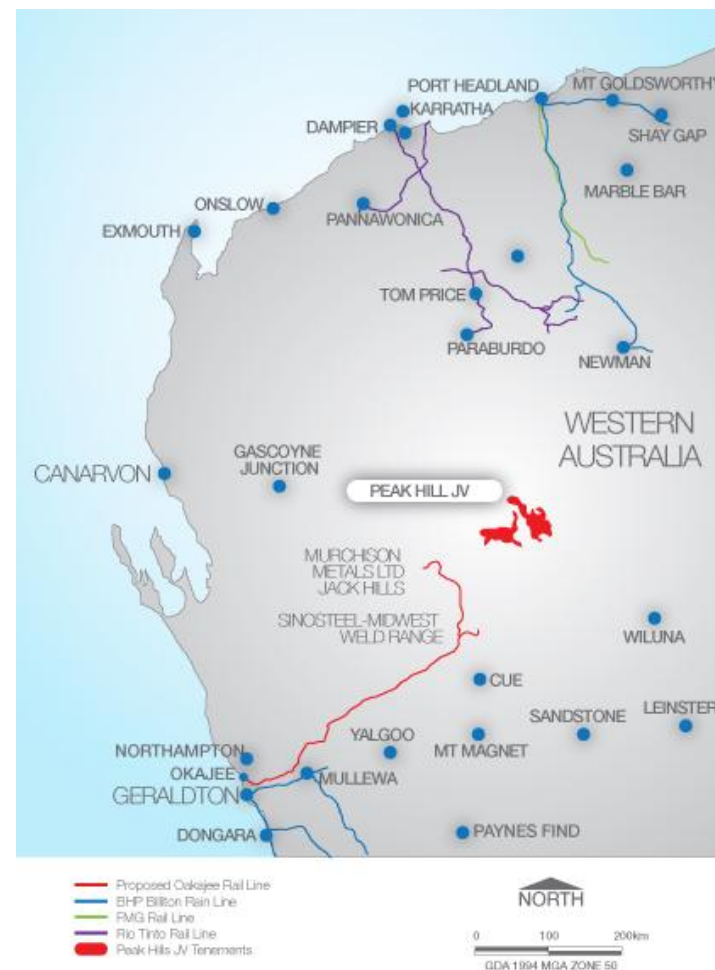 PORT HEADLAND
MT GOLDSWORTHY
KARRATHA
DAMPIER
SHAY GAP
MARBLE BAR
ONSLOW
PANNAWONICA
EXMOUTH
TOM PRICE
PARABURDO
NEWMAN
WESTERN
AUSTRALIA
GASCOYNE
JUNCTION
CANARVON
PEAK HILL JV
MURCHISON
METALS LTD
JACK HILLS
SINOSTEEL-MIDWEST
WELD RANGE
WILUNA
CUE
LEINSTER
SANDSTONE
YALGOO
MT MAGNET
NORTHAMPTON
OKAJEE
MULLEWA
GERALDTON
DONGARA
PAYNES FIND
Proposed Oakajee Rail Line
BHP Billiton Rain Line
FMG Rail Line
Rio Tinto Rail Line
Peak Hills JV Tenements
NORTH
0 100 200km
GDA 1994 MGA ZONE 50